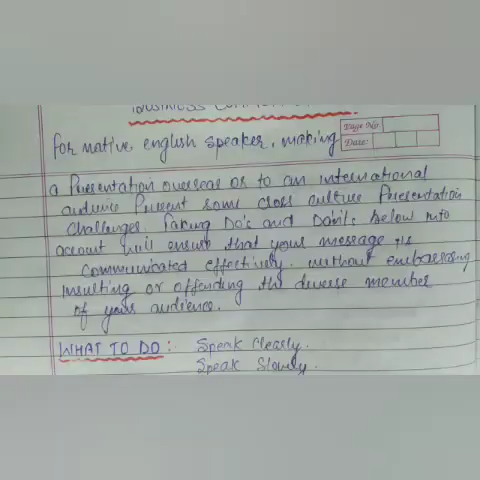 BUSINESS
for native english speaker, making
Page No
Date:
a Presentation overseas or to an international
audience Present some cross culture Presentation
challenges. Taking Do's and Don'ts below into
account will ensure that your message is
communicated effectively. without embarrassing
insulting or offending the diverse member
of your audience.
WHAT TO DO: Speak Clearly.
Speak Slowly.